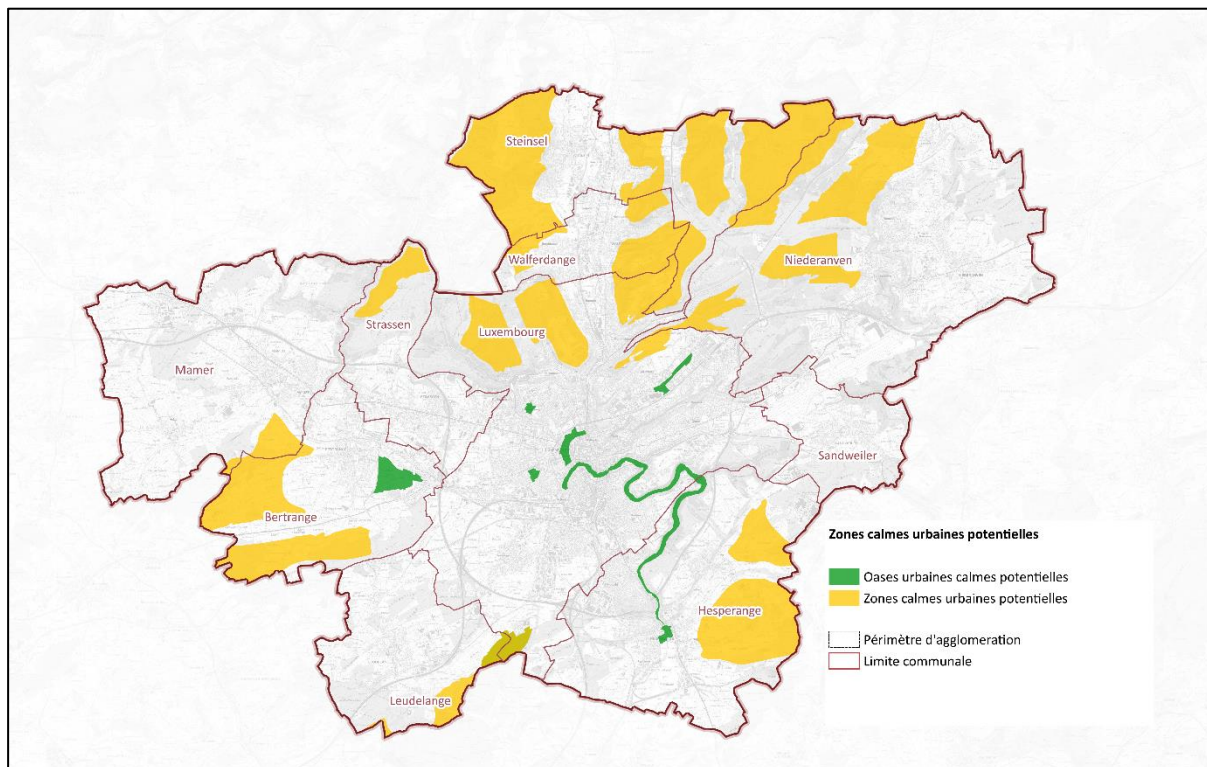 Steinsel
Walferdange
Niederanven
Strassen
Luxembourg
Mamer
Sandweiler
Bertrange
Hesperange
Leudelange
Zones calmes urbaines potentielles
Oases urbaines calmes potentielles
Zones calmes urbaines potentielles
Périmètre d'agglomeration
Limite communale